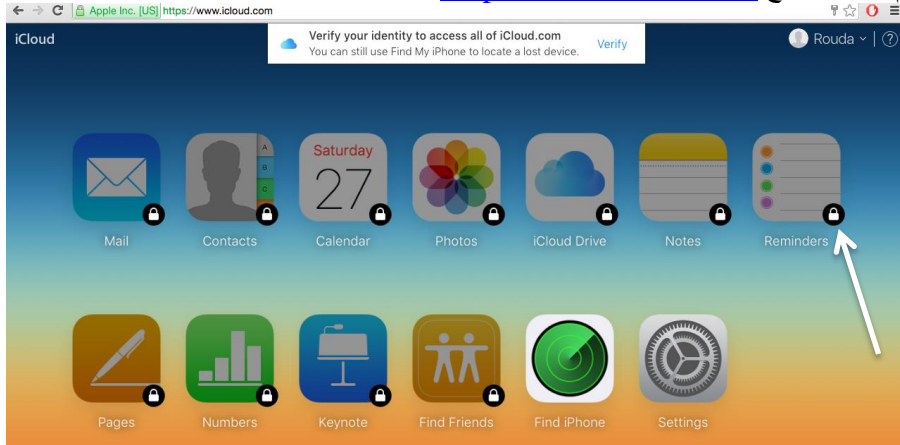 Apple Inc. [US] https://www.icloud.com
iCloud
Verify your identity to access all of iCloud.com
You can still use Find My iPhone to locate a lost device.
Verify
Rouda
?
Saturday
27
A
B
C
Mail Contacts Calendar Photos iCloud Drive Notes Reminders
Pages Numbers Keynote Find Friends Find iPhone Settings